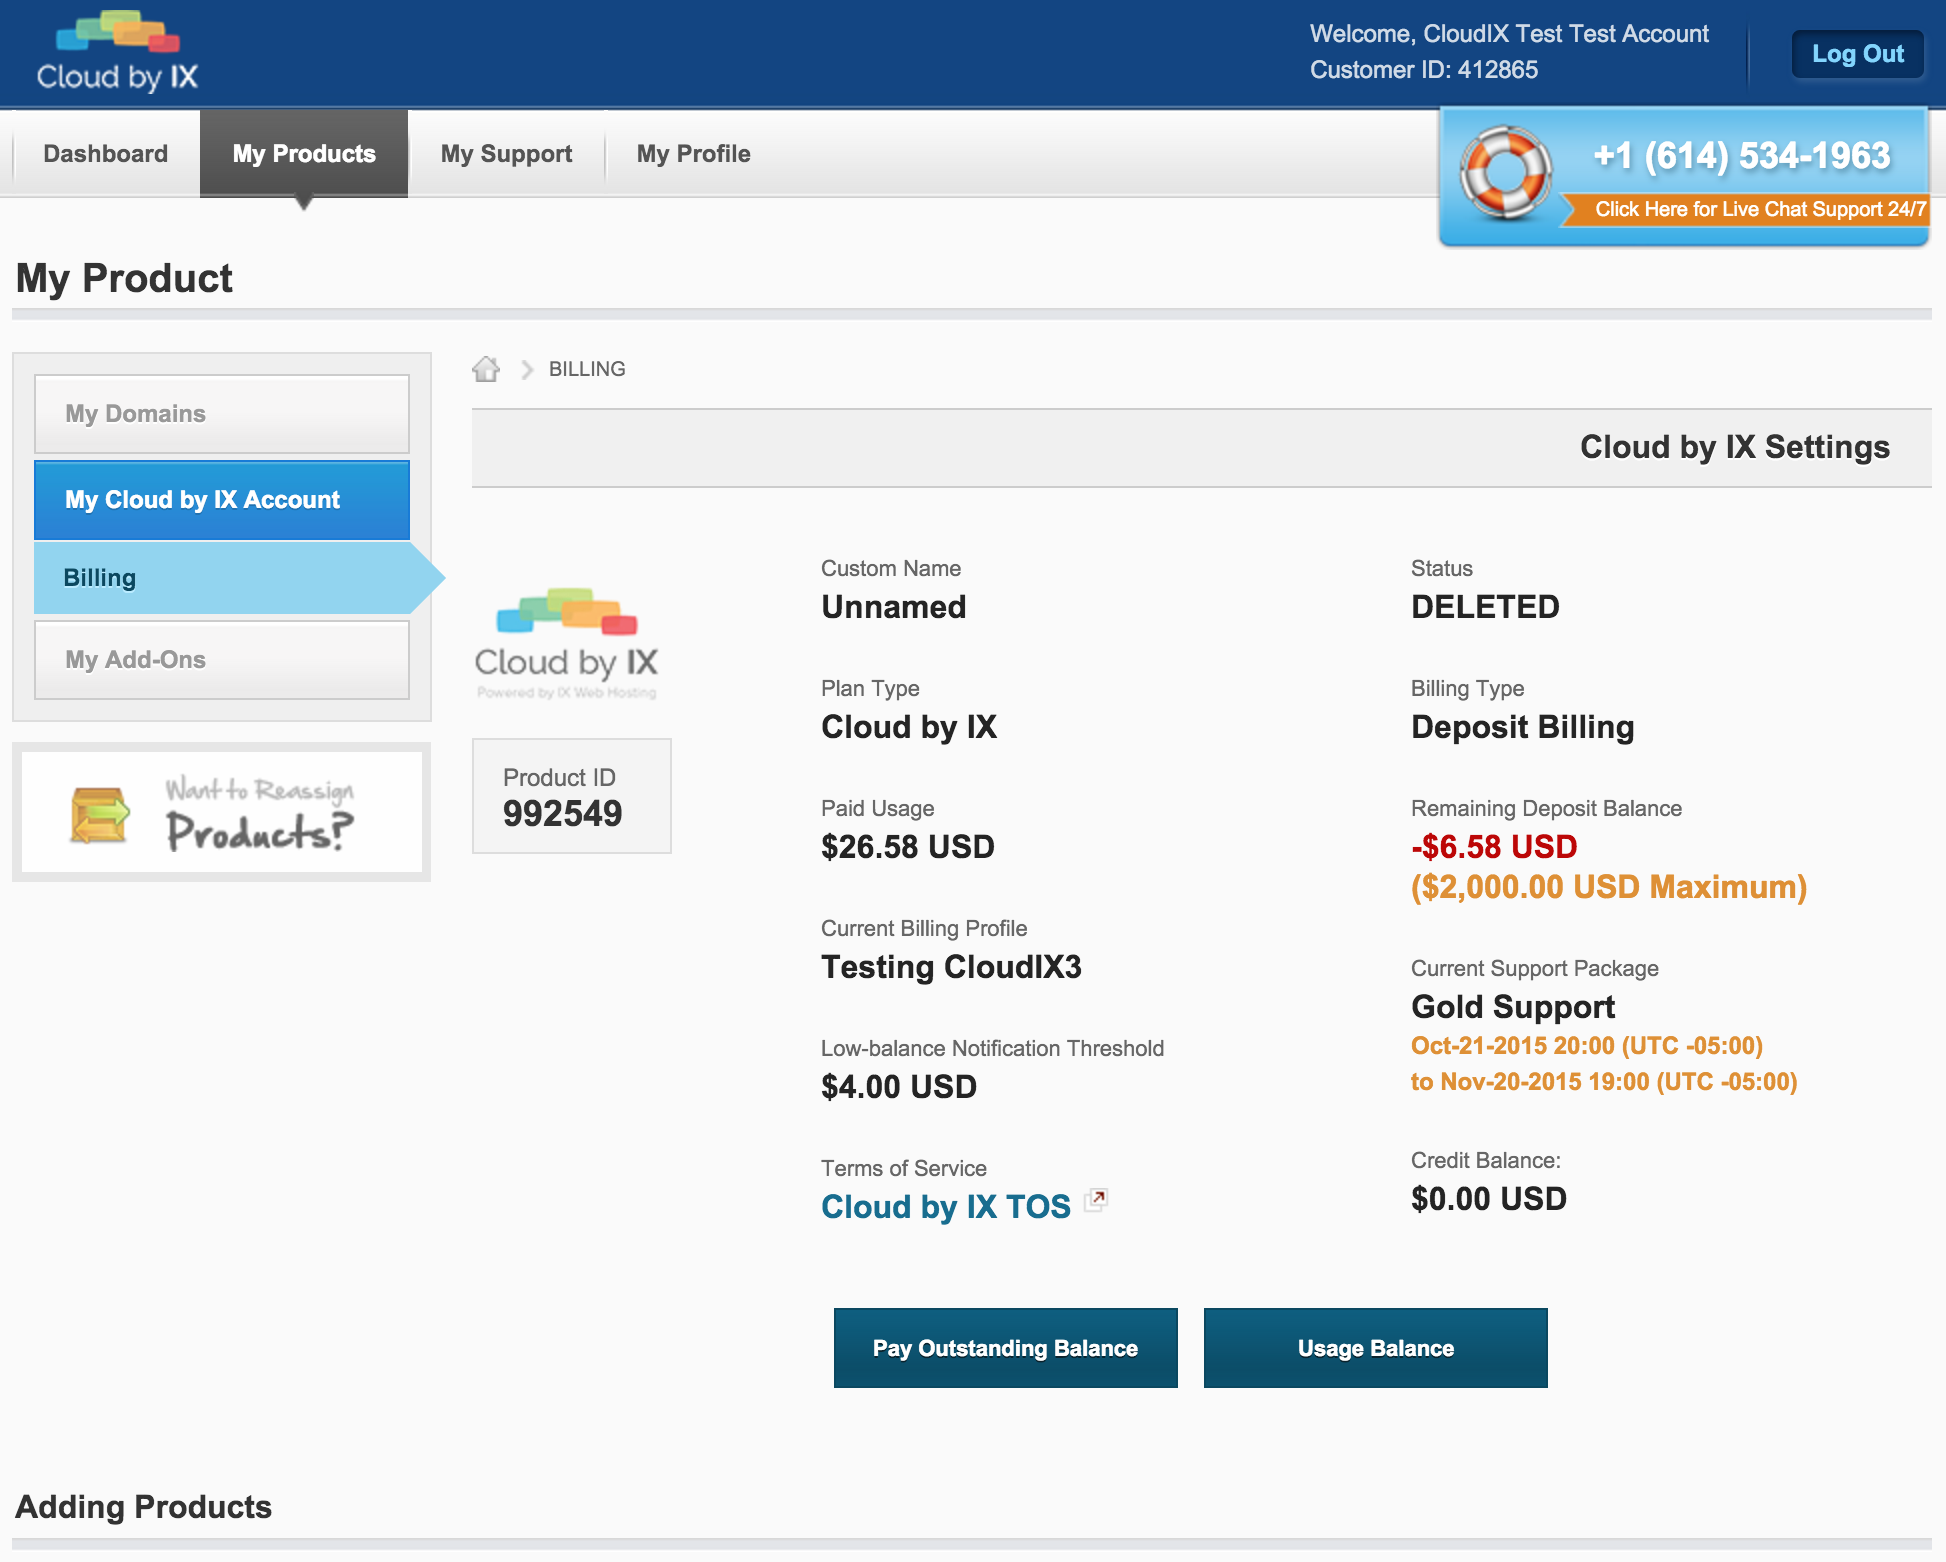 Cloud by IX
Welcome, CloudIX Test Test Account
Customer ID: 412865
Log Out
Dashboard
My Products
My Support
My Profile
+1 (614) 534-1963
Click Here for Live Chat Support 24/7
My Product
My Domains
My Cloud by IX Account
Billing
My Add-Ons
Want to Reassign
Products?
BILLING
Cloud by IX Settings
Cloud by IX
Powered by IX Web Hosting
Product ID
992549
Custom Name
Unnamed
Plan Type
Cloud by IX
Paid Usage
$26.58 USD
Current Billing Profile
Testing CloudIX3
Low-balance Notification Threshold
$4.00 USD
Terms of Service
Cloud by IX TOS
Status
DELETED
Billing Type
Deposit Billing
Remaining Deposit Balance
-$6.58 USD
($2,000.00 USD Maximum)
Current Support Package
Gold Support
Oct-21-2015 20:00 (UTC -05:00)
to Nov-20-2015 19:00 (UTC -05:00)
Credit Balance:
$0.00 USD
Pay Outstanding Balance
Usage Balance
Adding Products